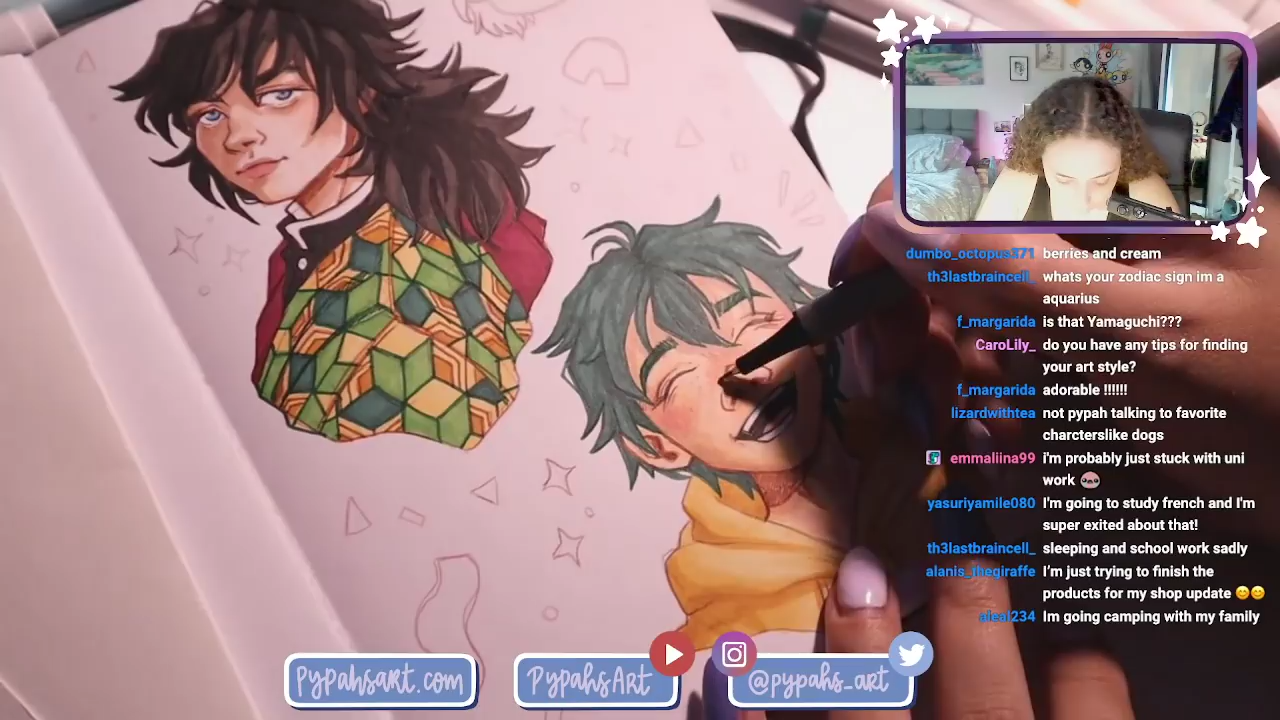 dumbo_octopus371 berries and cream
th3lastbraincell_ whats your zodiac sign im a
aquarius
f_margarida is that Yamaguchi???
CaroLily_ do you have any tips for finding
your art style?
f_margarida adorable !!!!!!
lizardwithtea not pypah talking to favorite
charcterslike dogs
emmaliina99 i'm probably just stuck with uni
work
yasuriyamile080 I'm going to study french and I'm
super exited about that!
th3lastbraincell_ sleeping and school work sadly
alanis_thegiraffe I'm just trying to finish the
products for my shop update 😊😊
Im going camping with my family
Pypahsart.com
PypahsArt
@pypahs_art